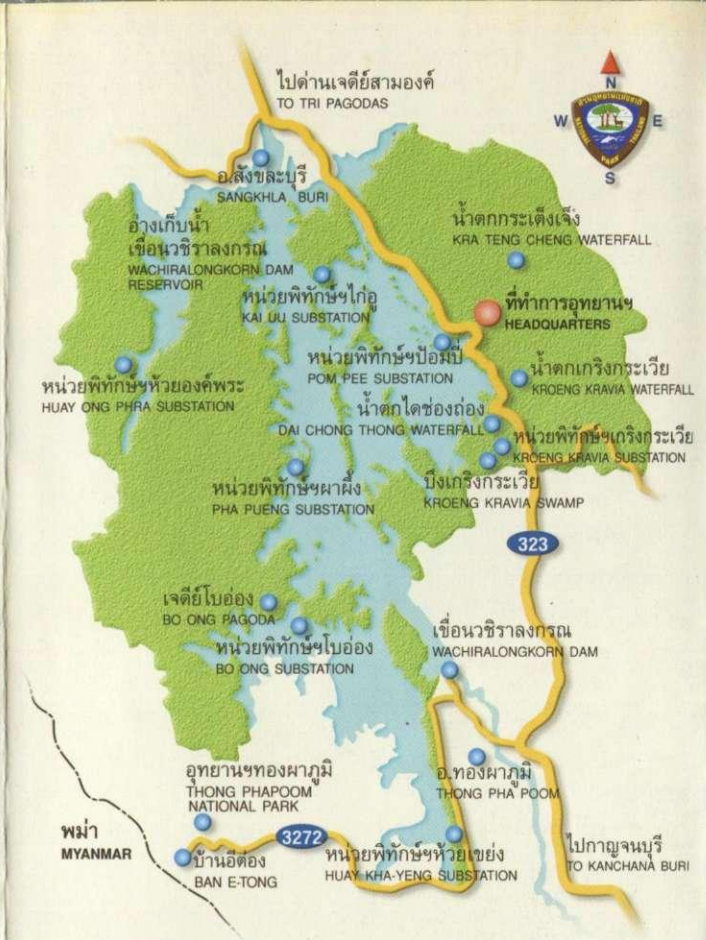 ไปด่านเจดีย์สามองค์
TO TRI PAGODAS
N
W
E
S
ส่วนอุทยานแห่งชาติ
NATIONAL PARK THAILAND
อ.สังขละบุรี
SANGKHLA BURI
อ่างเก็บน้ำ
เขื่อนวชิราลงกรณ
WACHIRALONGKORN DAM
RESERVOIR
น้ำตกกระเต็งเจ็ง
KRA TENG CHENG WATERFALL
หน่วยพิทักษ์ฯไก่อู
KAI UU SUBSTATION
ที่ทำการอุทยานฯ
HEADQUARTERS
หน่วยพิทักษ์ฯป้อมปี่
POM PEE SUBSTATION
หน่วยพิทักษ์ฯห้วยองค์พระ
HUAY ONG PHRA SUBSTATION
น้ำตกเกริงกระเวีย
KROENG KRAVIA WATERFALL
น้ำตกไดช่องถ่อง
DAI CHONG THONG WATERFALL
หน่วยพิทักษ์ฯเกริงกระเวีย
KROENG KRAVIA SUBSTATION
หน่วยพิทักษ์ฯผาผึ้ง
PHA PUENG SUBSTATION
บึงเกริงกระเวีย
KROENG KRAVIA SWAMP
323
เจดีย์โบอ่อง
BO ONG PAGODA
หน่วยพิทักษ์ฯโบอ่อง
BO ONG SUBSTATION
เขื่อนวชิราลงกรณ
WACHIRALONGKORN DAM
อุทยานฯทองผาภูมิ
THONG PHAPOOM
NATIONAL PARK
อ.ทองผาภูมิ
THONG PHA POOM
พม่า
MYANMAR
3272
บ้านอีต่อง
BAN E-TONG
หน่วยพิทักษ์ฯห้วยเขย่ง
HUAY KHA-YENG SUBSTATION
ไปกาญจนบุรี
TO KANCHANA BURI